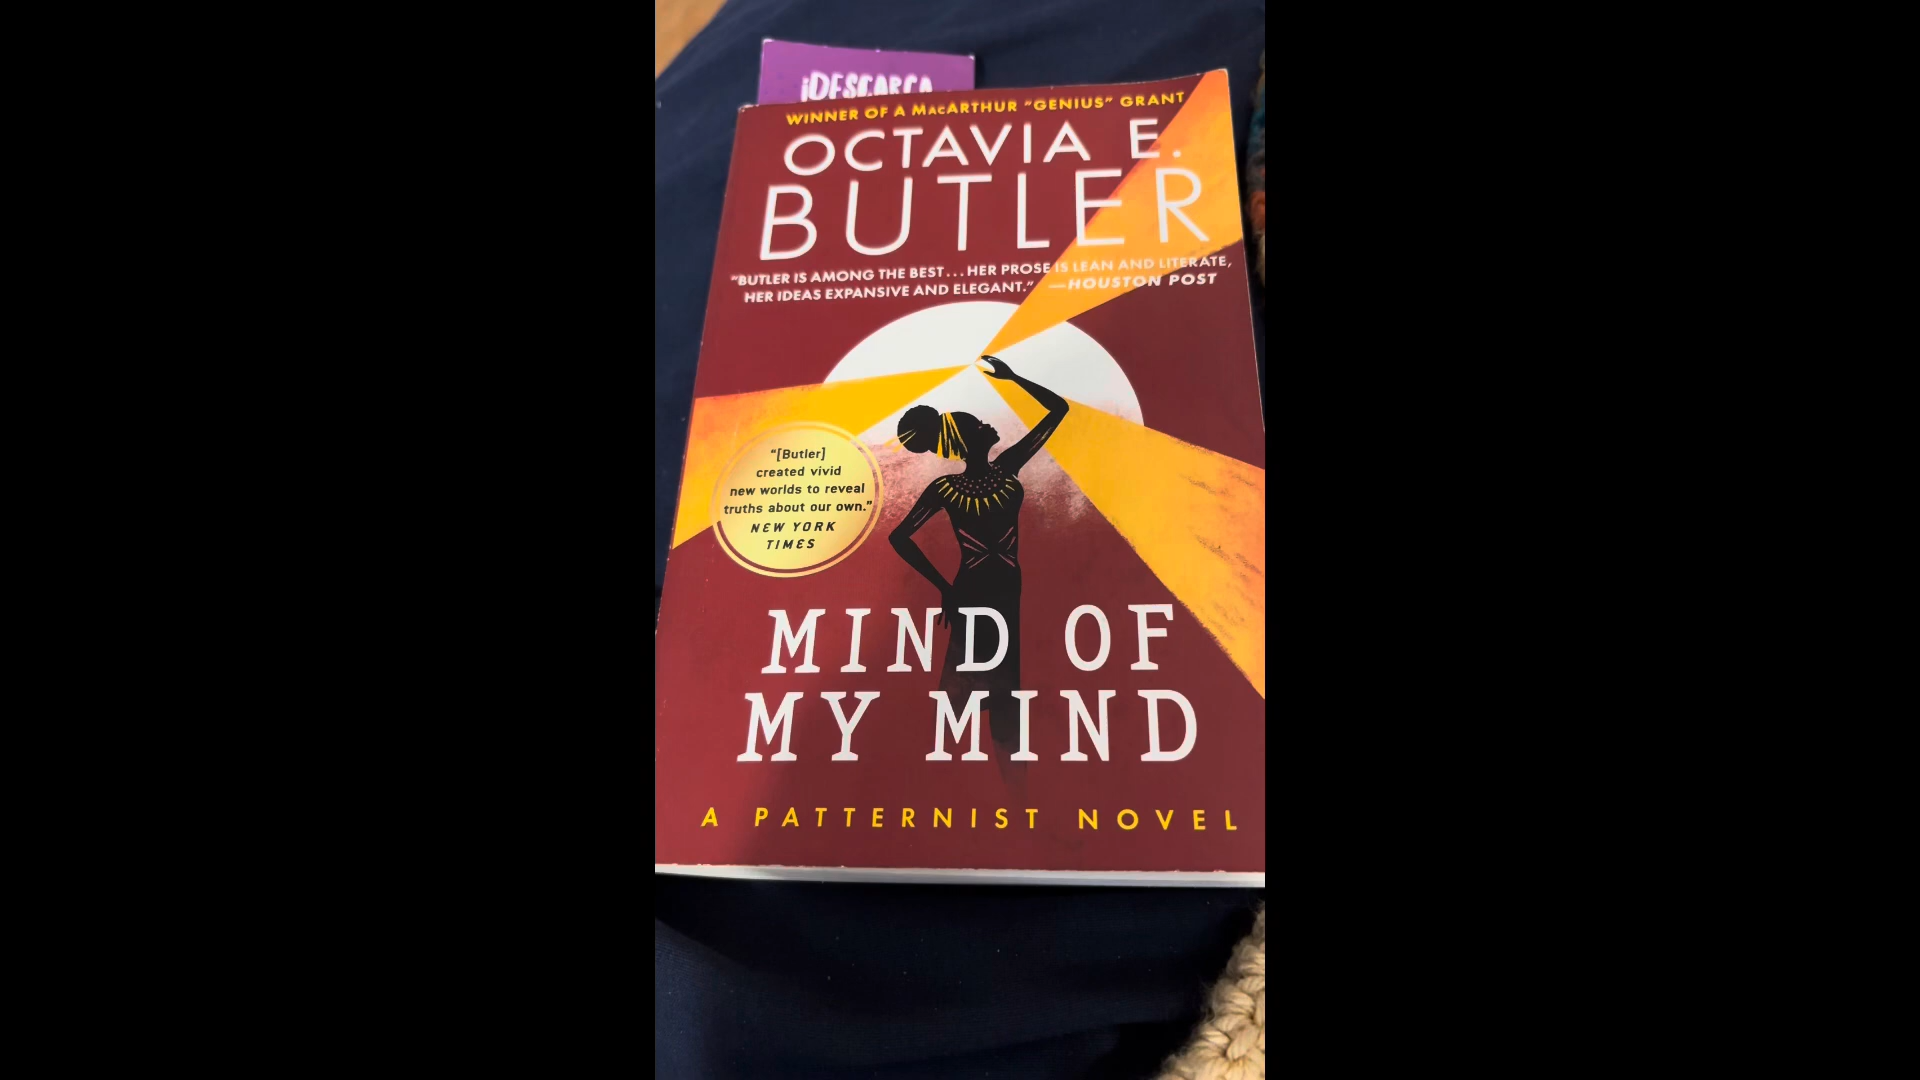 ¡DESCARGA
WINNER OF A MACARTHUR "GENIUS" GRANT
OCTAVIA E.
BUTLER
"BUTLER IS AMONG THE BEST...HER PROSE IS LEAN AND LITERATE,
HER IDEAS EXPANSIVE AND ELEGANT." —HOUSTON POST
"[Butler]
created vivid
new worlds to reveal
truths about our own."
NEW YORK
TIMES
MIND OF
MY MIND
A PATTERNIST NOVEL